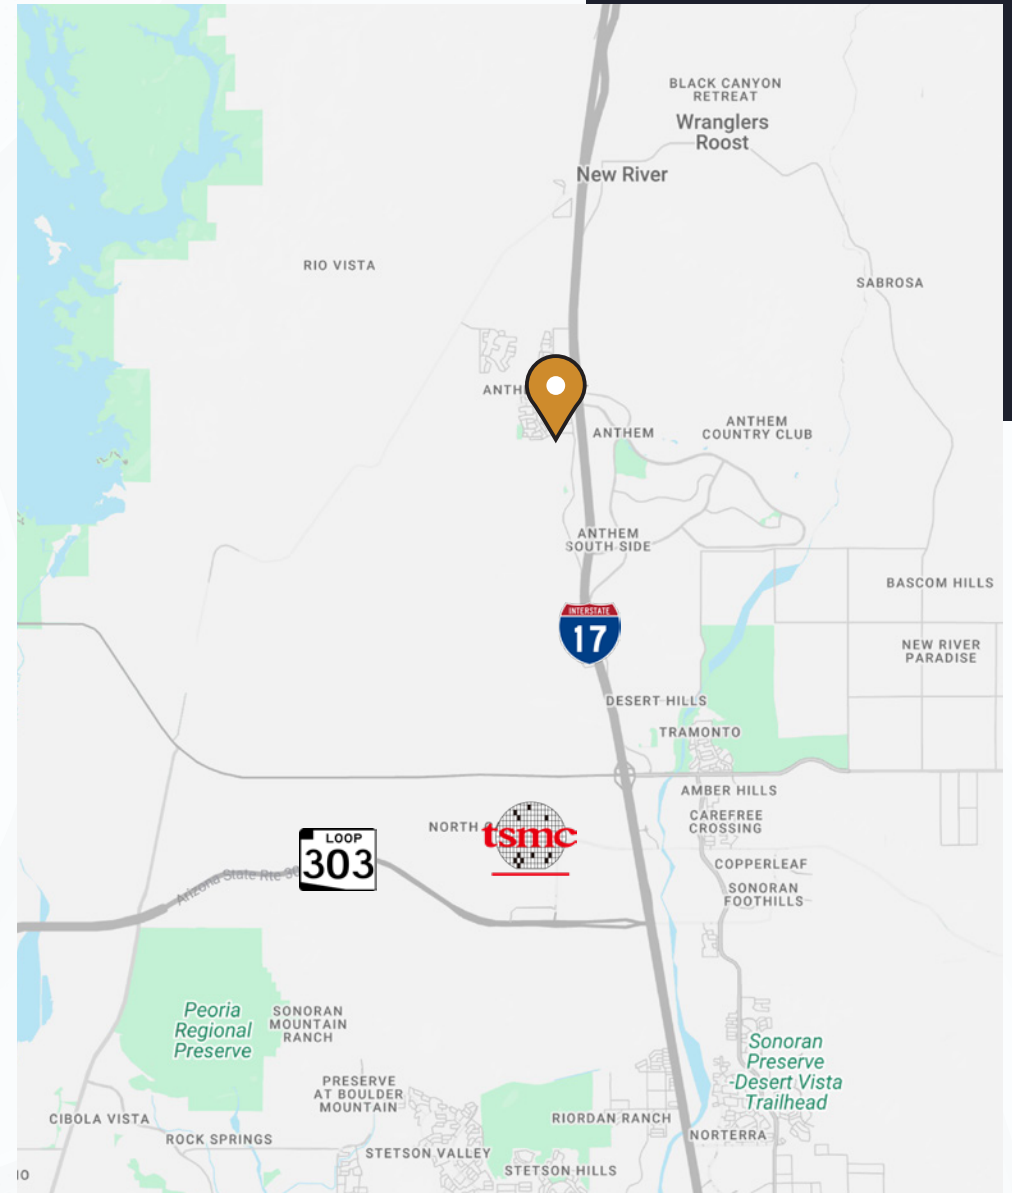 BLACK CANYON
RETREAT
Wranglers
Roost
New River
RIO VISTA
SABROSA
ANTHEM
ANTHEM
COUNTRY CLUB
ANTHEM
SOUTH SIDE
BASCOM HILLS
INTERSTATE
17
NEW RIVER
PARADISE
DESERT HILLS
TRAMONTO
AMBER HILLS
CAREFREE
CROSSING
NORTH
tsmc
LOOP
303
Arizona State Rte
COPPERLEAF
SONORAN
FOOTHILLS
Peoria
Regional
Preserve
SONORAN
MOUNTAIN
RANCH
Sonoran
Preserve
-Desert Vista
Trailhead
PRESERVE
AT BOULDER
MOUNTAIN
CIBOLA VISTA
RIORDAN RANCH
ROCK SPRINGS
NORTERRA
STETSON VALLEY
STETSON HILLS